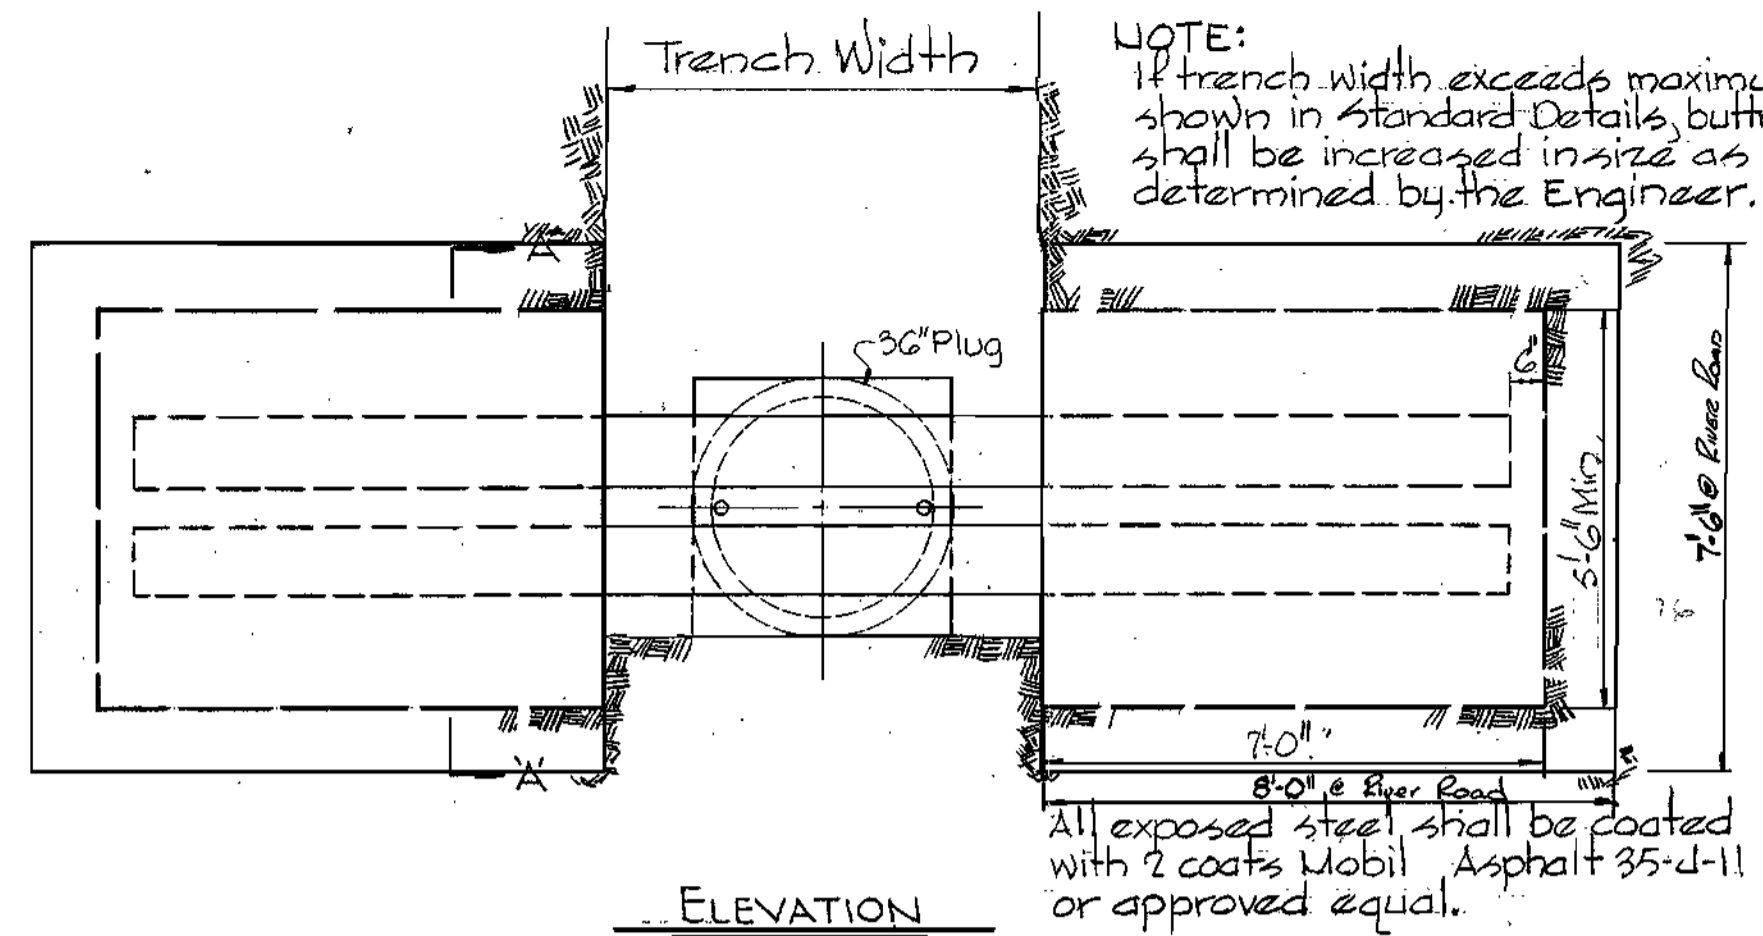 Trench Width
NOTE:
If trench width exceeds maximu
shown in Standard Details, butt
shall be increased in size as
determined by the Engineer.
'A'
36" Plug
6"
5'-6" Min.
7'-6" @ River Road
7'-0"
8'-0" @ River Road
'A'
All exposed steel shall be coated
with 2 coats Mobil Asphalt 35-J-11
or approved equal.
ELEVATION